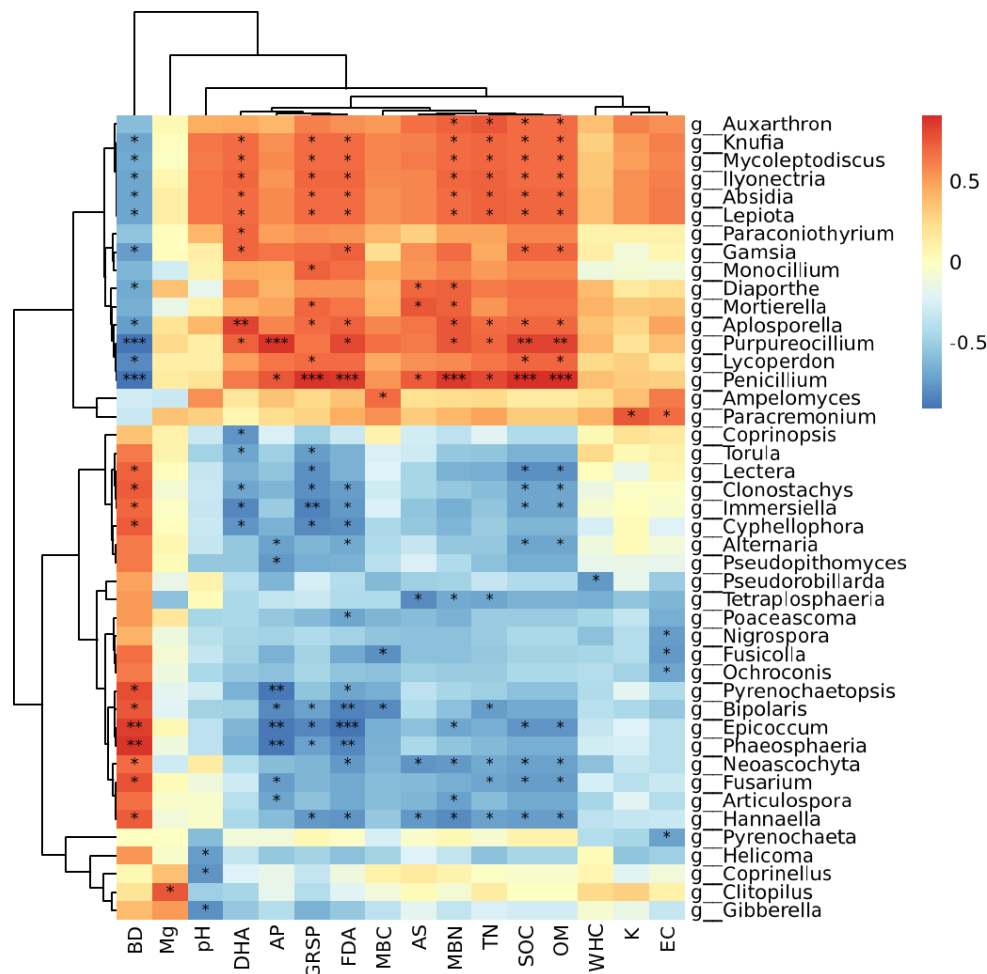 * * * * g__Auxarthron
* * * * * * * * g__Knufia
* * * * * * * * g__Mycoleptodiscus
* * * * * * * * g__Ilyonectria
* * * * * * * * g__Absidia
* * * * * * * * g__Lepiota
* g__Paraconiothyrium
* * * * * g__Gamsia
* g__Monocillium
* * * g__Diaporthe
* * * g__Mortierella
* ** * * * * * * g__Aplosporella
*** * *** * * * ** ** g__Purpureocillium
* * * * g__Lycoperdon
*** * *** *** * *** * *** *** g__Penicillium
* g__Ampelomyces
* * g__Paracremonium
* g__Coprinopsis
* * g__Torula
* * * * g__Lectera
* * * * * * g__Clonostachys
* * ** * * * g__Immersiella
* * * * g__Cyphellophora
* * * * g__Alternaria
* g__Pseudopithomyces
* g__Pseudorobillarda
* * * g__Tetraplosphaeria
* g__Poaceascoma
* g__Nigrospora
* * g__Fusicolla
* g__Ochroconis
* ** * g__Pyrenochaetopsis
* * * ** * * g__Bipolaris
** ** * *** * * * g__Epicoccum
** ** * ** g__Phaeosphaeria
* * * * * * * g__Neoascochyta
* * * * * g__Fusarium
* * g__Articulospora
* * * * * * * * g__Hannaella
* g__Pyrenochaeta
* g__Helicoma
* g__Coprinellus
* g__Clitopilus
* g__Gibberella
BD Mg pH DHA AP GRSP FDA MBC AS MBN TN SOC OM WHC K EC
0.5
0
-0.5